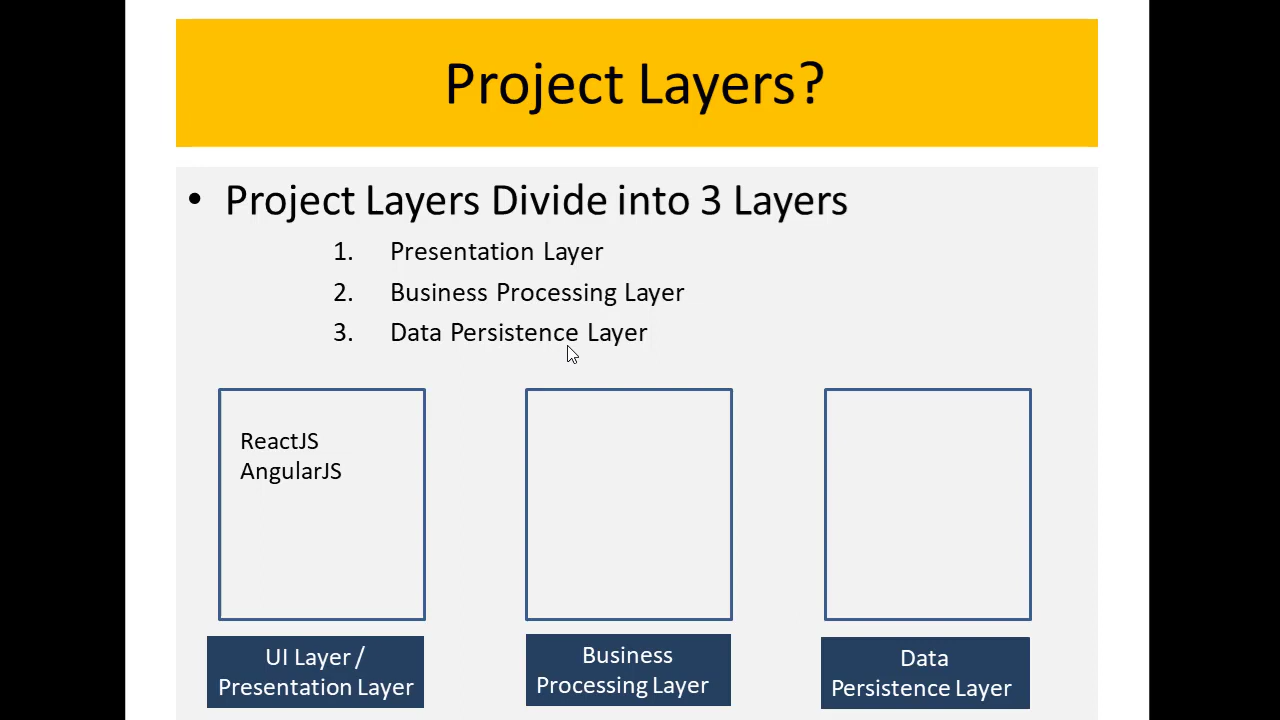 Project Layers?
• Project Layers Divide into 3 Layers
1. Presentation Layer
2. Business Processing Layer
3. Data Persistence Layer
ReactJS
AngularJS
UI Layer /
Presentation Layer
Business
Processing Layer
Data
Persistence Layer